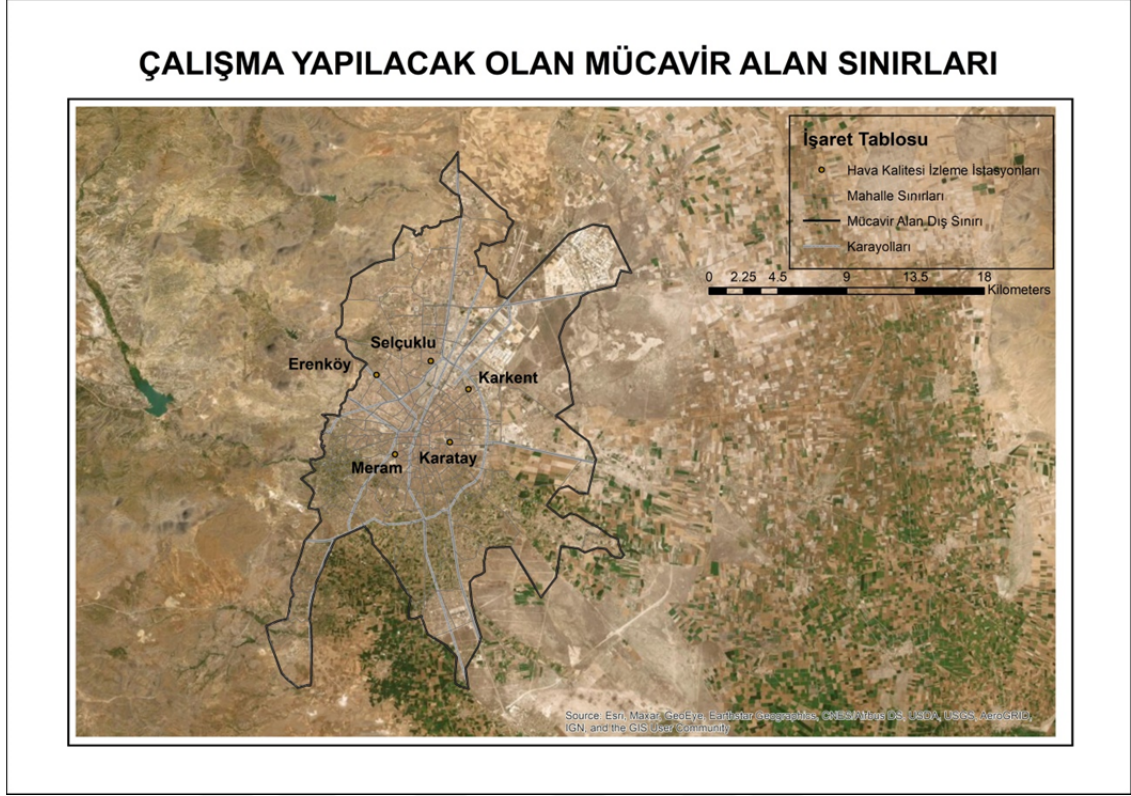 ÇALIŞMA YAPILACAK OLAN MÜCAVİR ALAN SINIRLARI
İşaret Tablosu
Hava Kalitesi İzleme İstasyonları
Mahalle Sınırları
Mücavir Alan Dış Sınırı
Karayolları
0 2.25 4.5 9 13.5 18
Kilometers
Selçuklu
Erenköy
Karkent
Karatay
Meram
Source: Esri, Maxar, GeoEye, Earthstar Geographics, CNES/Airbus DS, USDA, USGS, AeroGRID,
IGN, and the GIS User Community